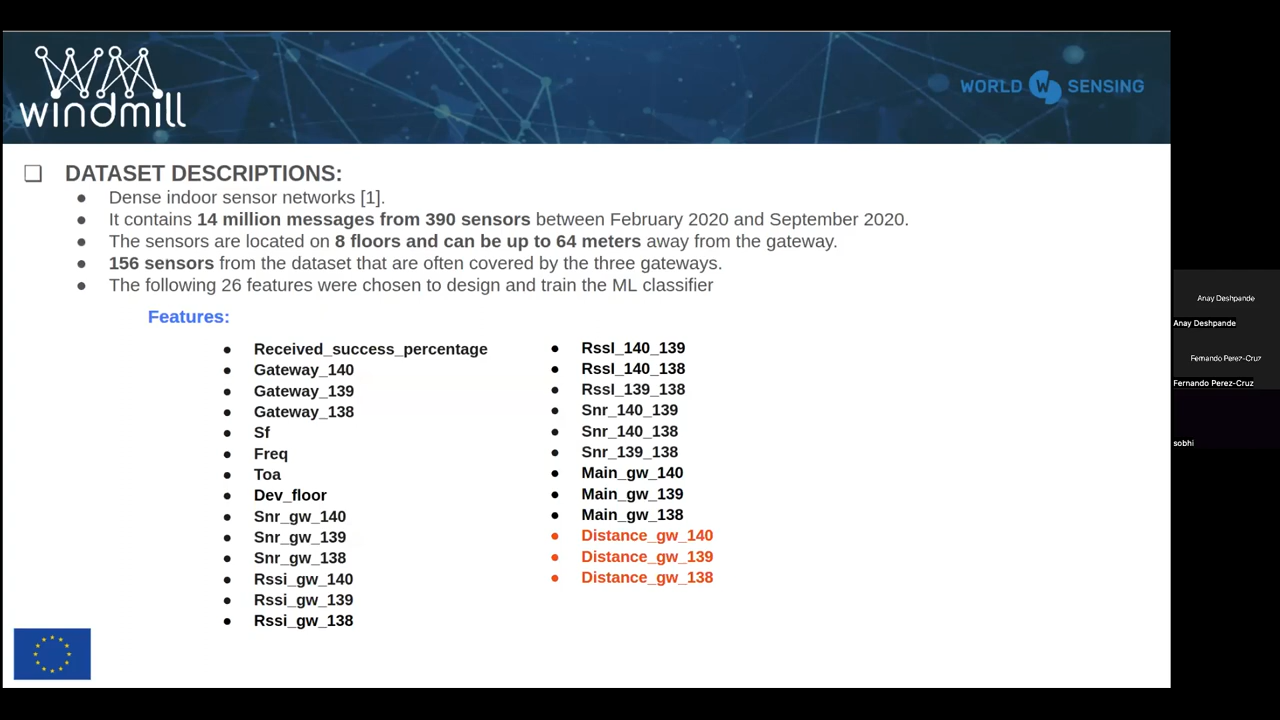 WM
windmill
WORLD W SENSING
❑ DATASET DESCRIPTIONS:
● Dense indoor sensor networks [1].
● It contains 14 million messages from 390 sensors between February 2020 and September 2020.
● The sensors are located on 8 floors and can be up to 64 meters away from the gateway.
● 156 sensors from the dataset that are often covered by the three gateways.
● The following 26 features were chosen to design and train the ML classifier
Features:
● Received_success_percentage
● Gateway_140
● Gateway_139
● Gateway_138
● Sf
● Freq
● Toa
● Dev_floor
● Snr_gw_140
● Snr_gw_139
● Snr_gw_138
● Rssi_gw_140
● Rssi_gw_139
● Rssi_gw_138
● RssI_140_139
● RssI_140_138
● RssI_139_138
● Snr_140_139
● Snr_140_138
● Snr_139_138
● Main_gw_140
● Main_gw_139
● Main_gw_138
● Distance_gw_140
● Distance_gw_139
● Distance_gw_138
Anay Deshpande
Anay Deshpande
Fernando Perez-Cruz
Fernando Perez-Cruz
sobhi